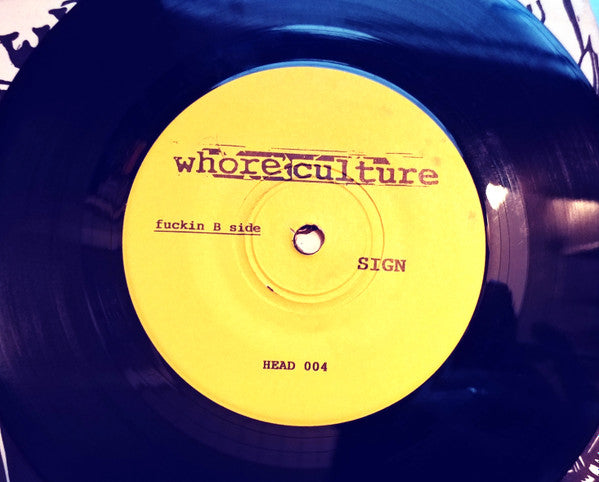 whore culture
fuckin B side
SIGN
HEAD 004